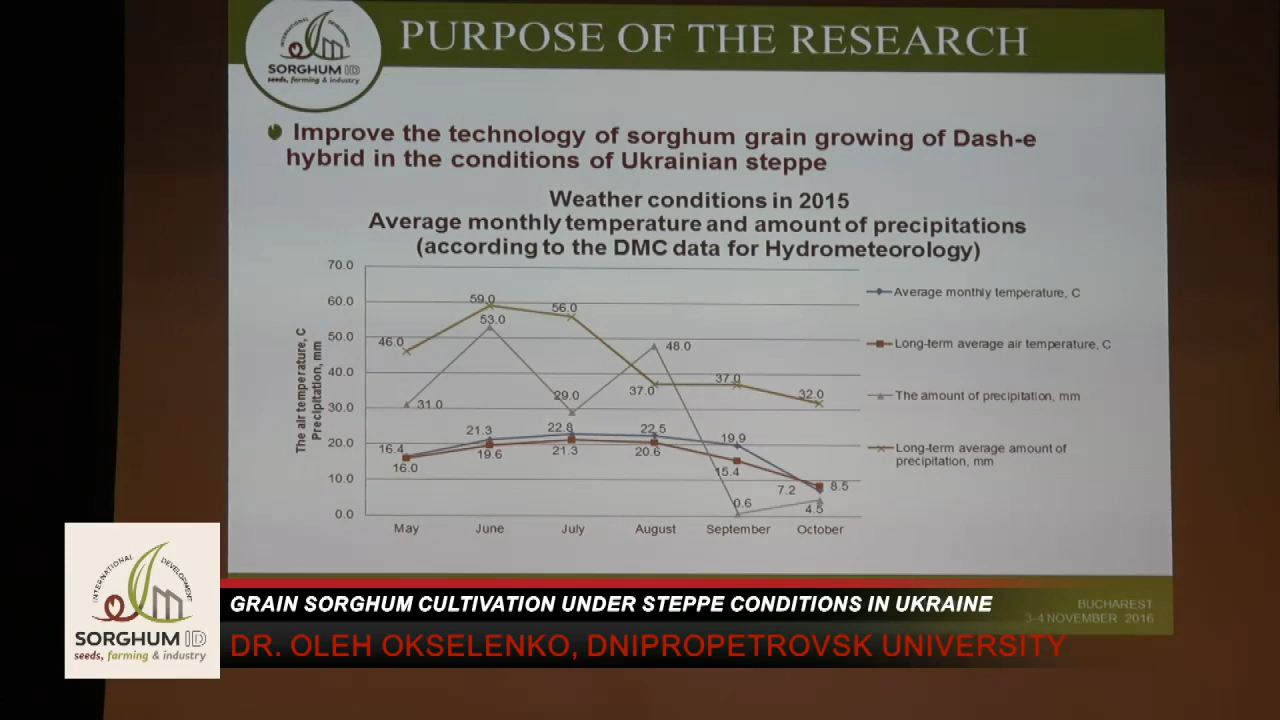 PURPOSE OF THE RESEARCH
INTERNATIONAL DEVELOPMENT
SORGHUM ID
seeds, farming & industry
Improve the technology of sorghum grain growing of Dash-e
hybrid in the conditions of Ukrainian steppe
Weather conditions in 2015
Average monthly temperature and amount of precipitations
(according to the DMC data for Hydrometeorology)
The air temperature, C
Precipitation, mm
70.0
60.0
50.0
40.0
30.0
20.0
10.0
0.0
46.0
59.0
56.0
37.0
37.0
32.0
31.0
53.0
29.0
48.0
0.6
4.5
16.4
21.3
22.8
22.5
19.9
7.2
16.0
19.6
21.3
20.6
15.4
8.5
May June July August September October
Average monthly temperature, C
Long-term average air temperature, C
The amount of precipitation, mm
Long-term average amount of
precipitation, mm
BUCHAREST
3-4 NOVEMBER 2016
INTERNATIONAL DEVELOPMENT
SORGHUM ID
seeds, farming & industry
GRAIN SORGHUM CULTIVATION UNDER STEPPE CONDITIONS IN UKRAINE
DR. OLEH OKSELENKO, DNIPROPETROVSK UNIVERSITY